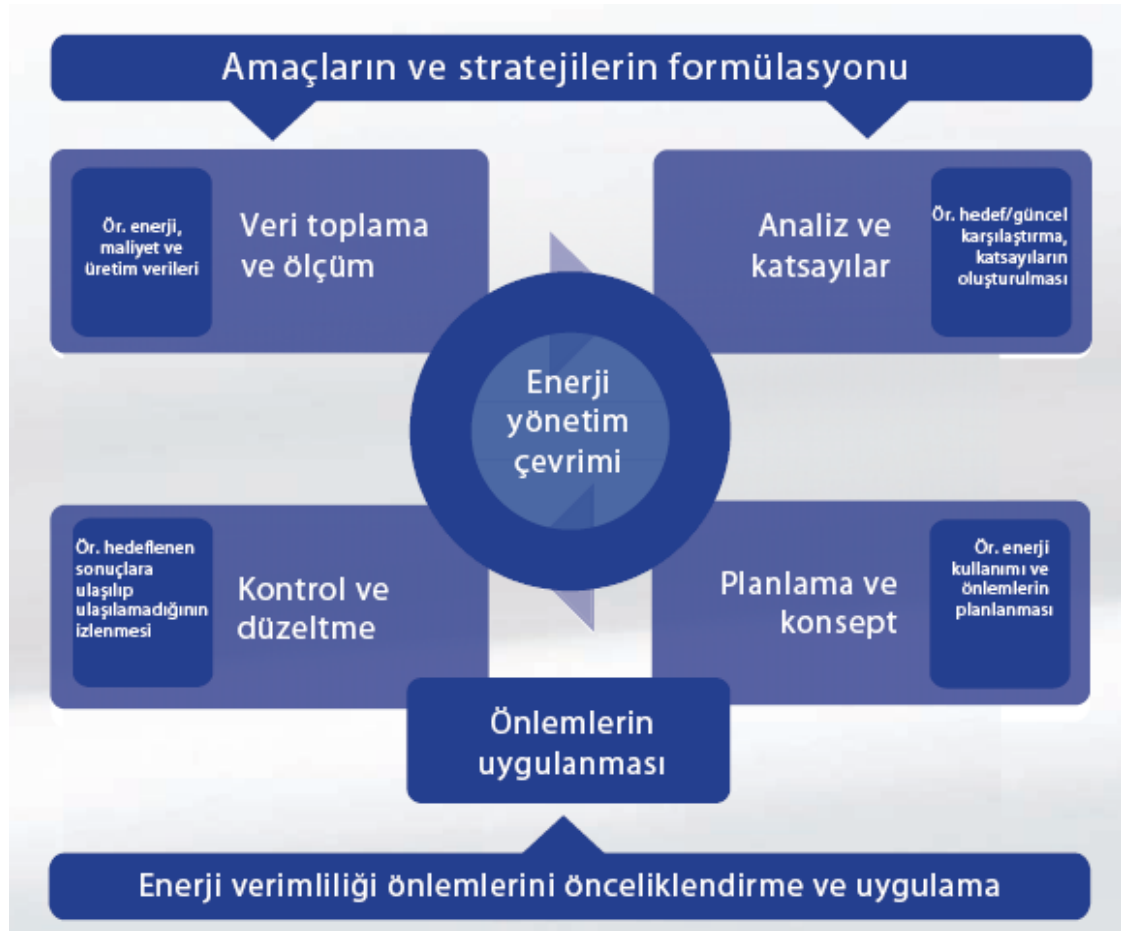 Amaçların ve stratejilerin formülasyonu
Ör. enerji,
maliyet ve
üretim verileri
Veri toplama
ve ölçüm
Analiz ve
katsayılar
Ör. hedef/güncel
karşılaştırma,
katsayıların
oluşturulması
Enerji
yönetim
çevrimi
Ör. hedeflenen
sonuçlara
ulaşılıp
ulaşılamadığının
izlenmesi
Kontrol ve
düzeltme
Planlama ve
konsept
Ör. enerji
kullanımı ve
önlemlerin
planlanması
Önlemlerin
uygulanması
Enerji verimliliği önlemlerini önceliklendirme ve uygulama